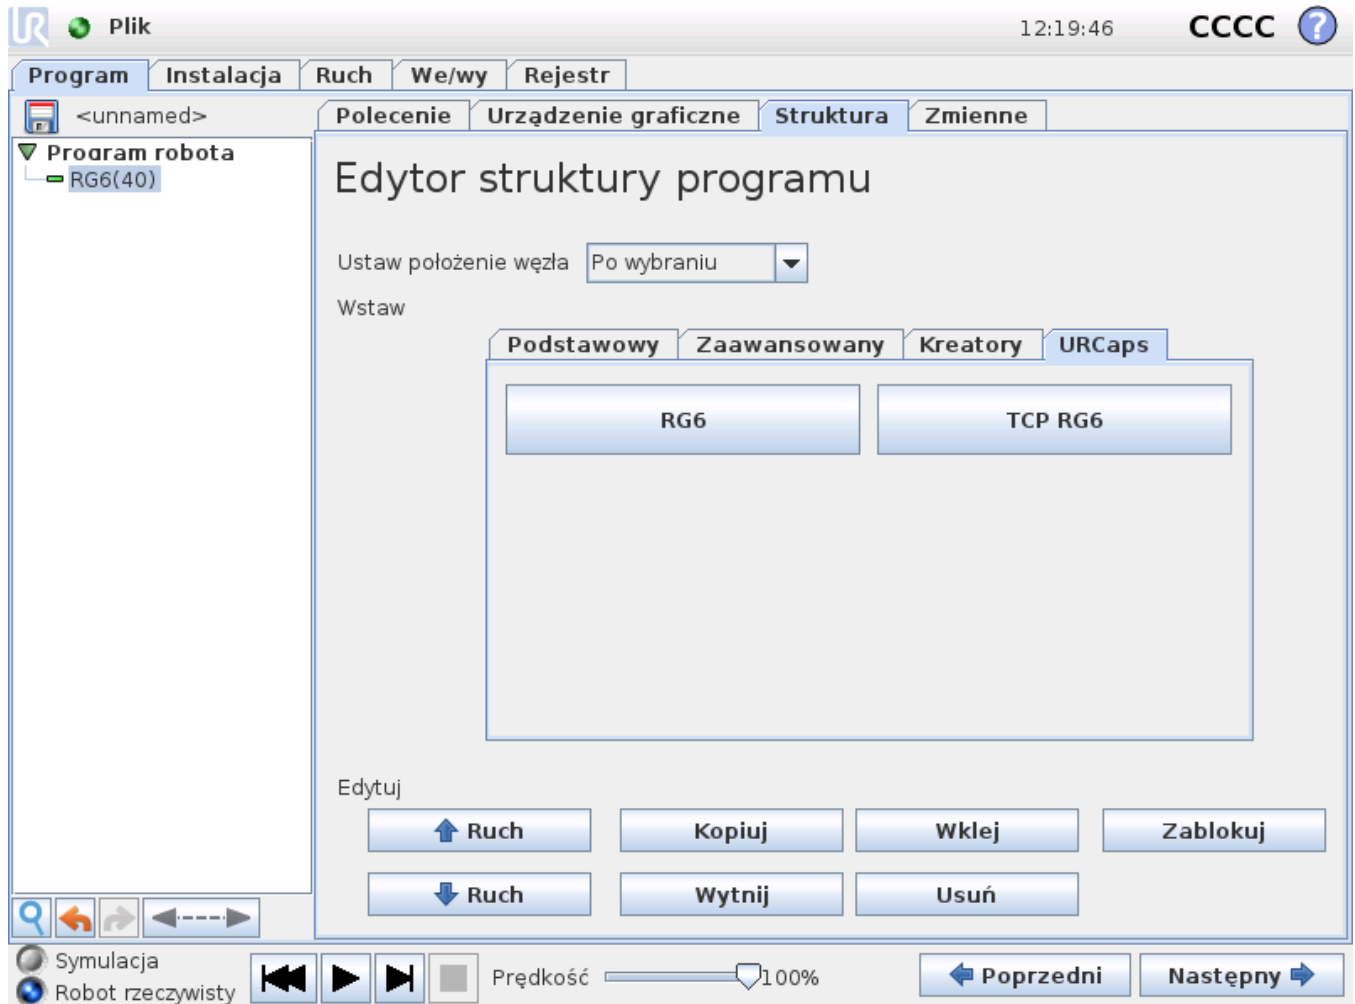 UR Plik 12:19:46 CCCC ?
Program Instalacja Ruch We/wy Rejestr
<unnamed> Polecenie Urządzenie graficzne Struktura Zmienne
Program robota
RG6(40)
Edytor struktury programu
Ustaw położenie węzła Po wybraniu
Wstaw
Podstawowy Zaawansowany Kreatory URCaps
RG6 TCP RG6
Edytuj
Ruch Kopiuj Wklej Zablokuj
Ruch Wytnij Usuń
Symulacja
Robot rzeczywisty
Prędkość 100% Poprzedni Następny